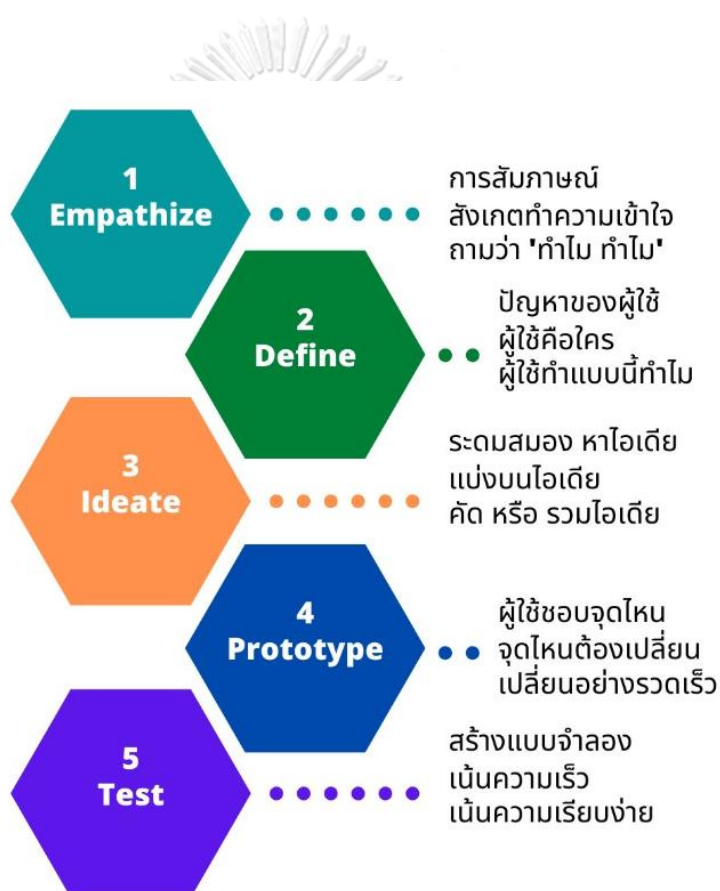 1
Empathize
การสัมภาษณ์
สังเกตทำความเข้าใจ
ถามว่า 'ทำไม ทำไม'
2
Define
ปัญหาของผู้ใช้
ผู้ใช้คือใคร
ผู้ใช้ทำแบบนี้ทำไม
3
Ideate
ระดมสมอง หาไอเดีย
แบ่งบนไอเดีย
คัด หรือ รวมไอเดีย
4
Prototype
ผู้ใช้ชอบจุดไหน
จุดไหนต้องเปลี่ยน
เปลี่ยนอย่างรวดเร็ว
5
Test
สร้างแบบจำลอง
เน้นความเร็ว
เน้นความเรียบง่าย